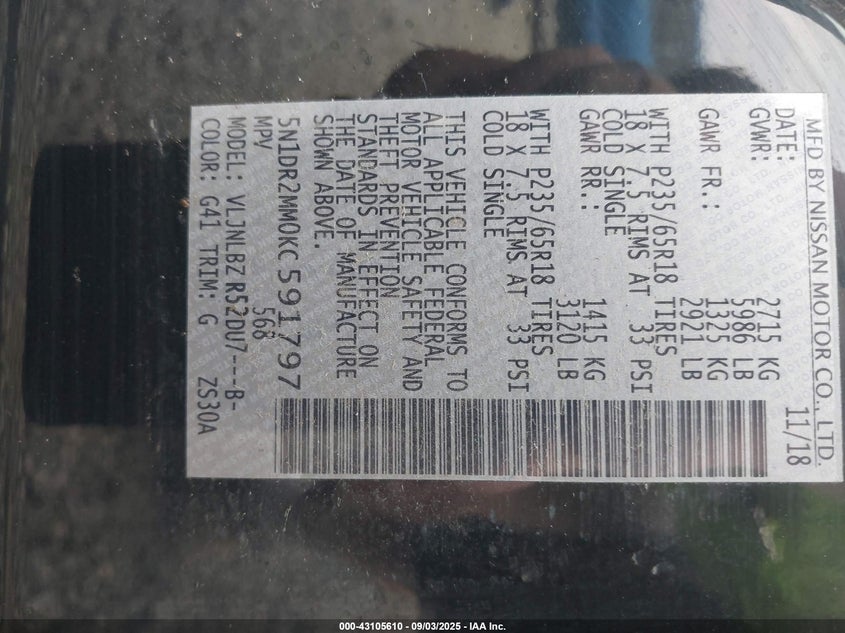 MFD BY NISSAN MOTOR CO., LTD.
DATE: 11/18
GVWR: 2715 KG
5986 LB
GAWR FR.: 1325 KG
2921 LB
WITH P235/65R18 TIRES
18 X 7.5 RIMS AT 33 PSI
COLD SINGLE
GAWR RR.: 1415 KG
3120 LB
WITH P235/65R18 TIRES
18 X 7.5 RIMS AT 33 PSI
COLD SINGLE
THIS VEHICLE CONFORMS TO
ALL APPLICABLE FEDERAL
MOTOR VEHICLE SAFETY AND
THEFT PREVENTION
STANDARDS IN EFFECT ON
THE DATE OF MANUFACTURE
SHOWN ABOVE.
5N1DR2MM0KC591797
MPV 568
MODEL: VLJNLBZ R52DU7---B-
COLOR: G41 TRIM: G ZS30A
000-43105610 - 09/03/2025 - IAA Inc.